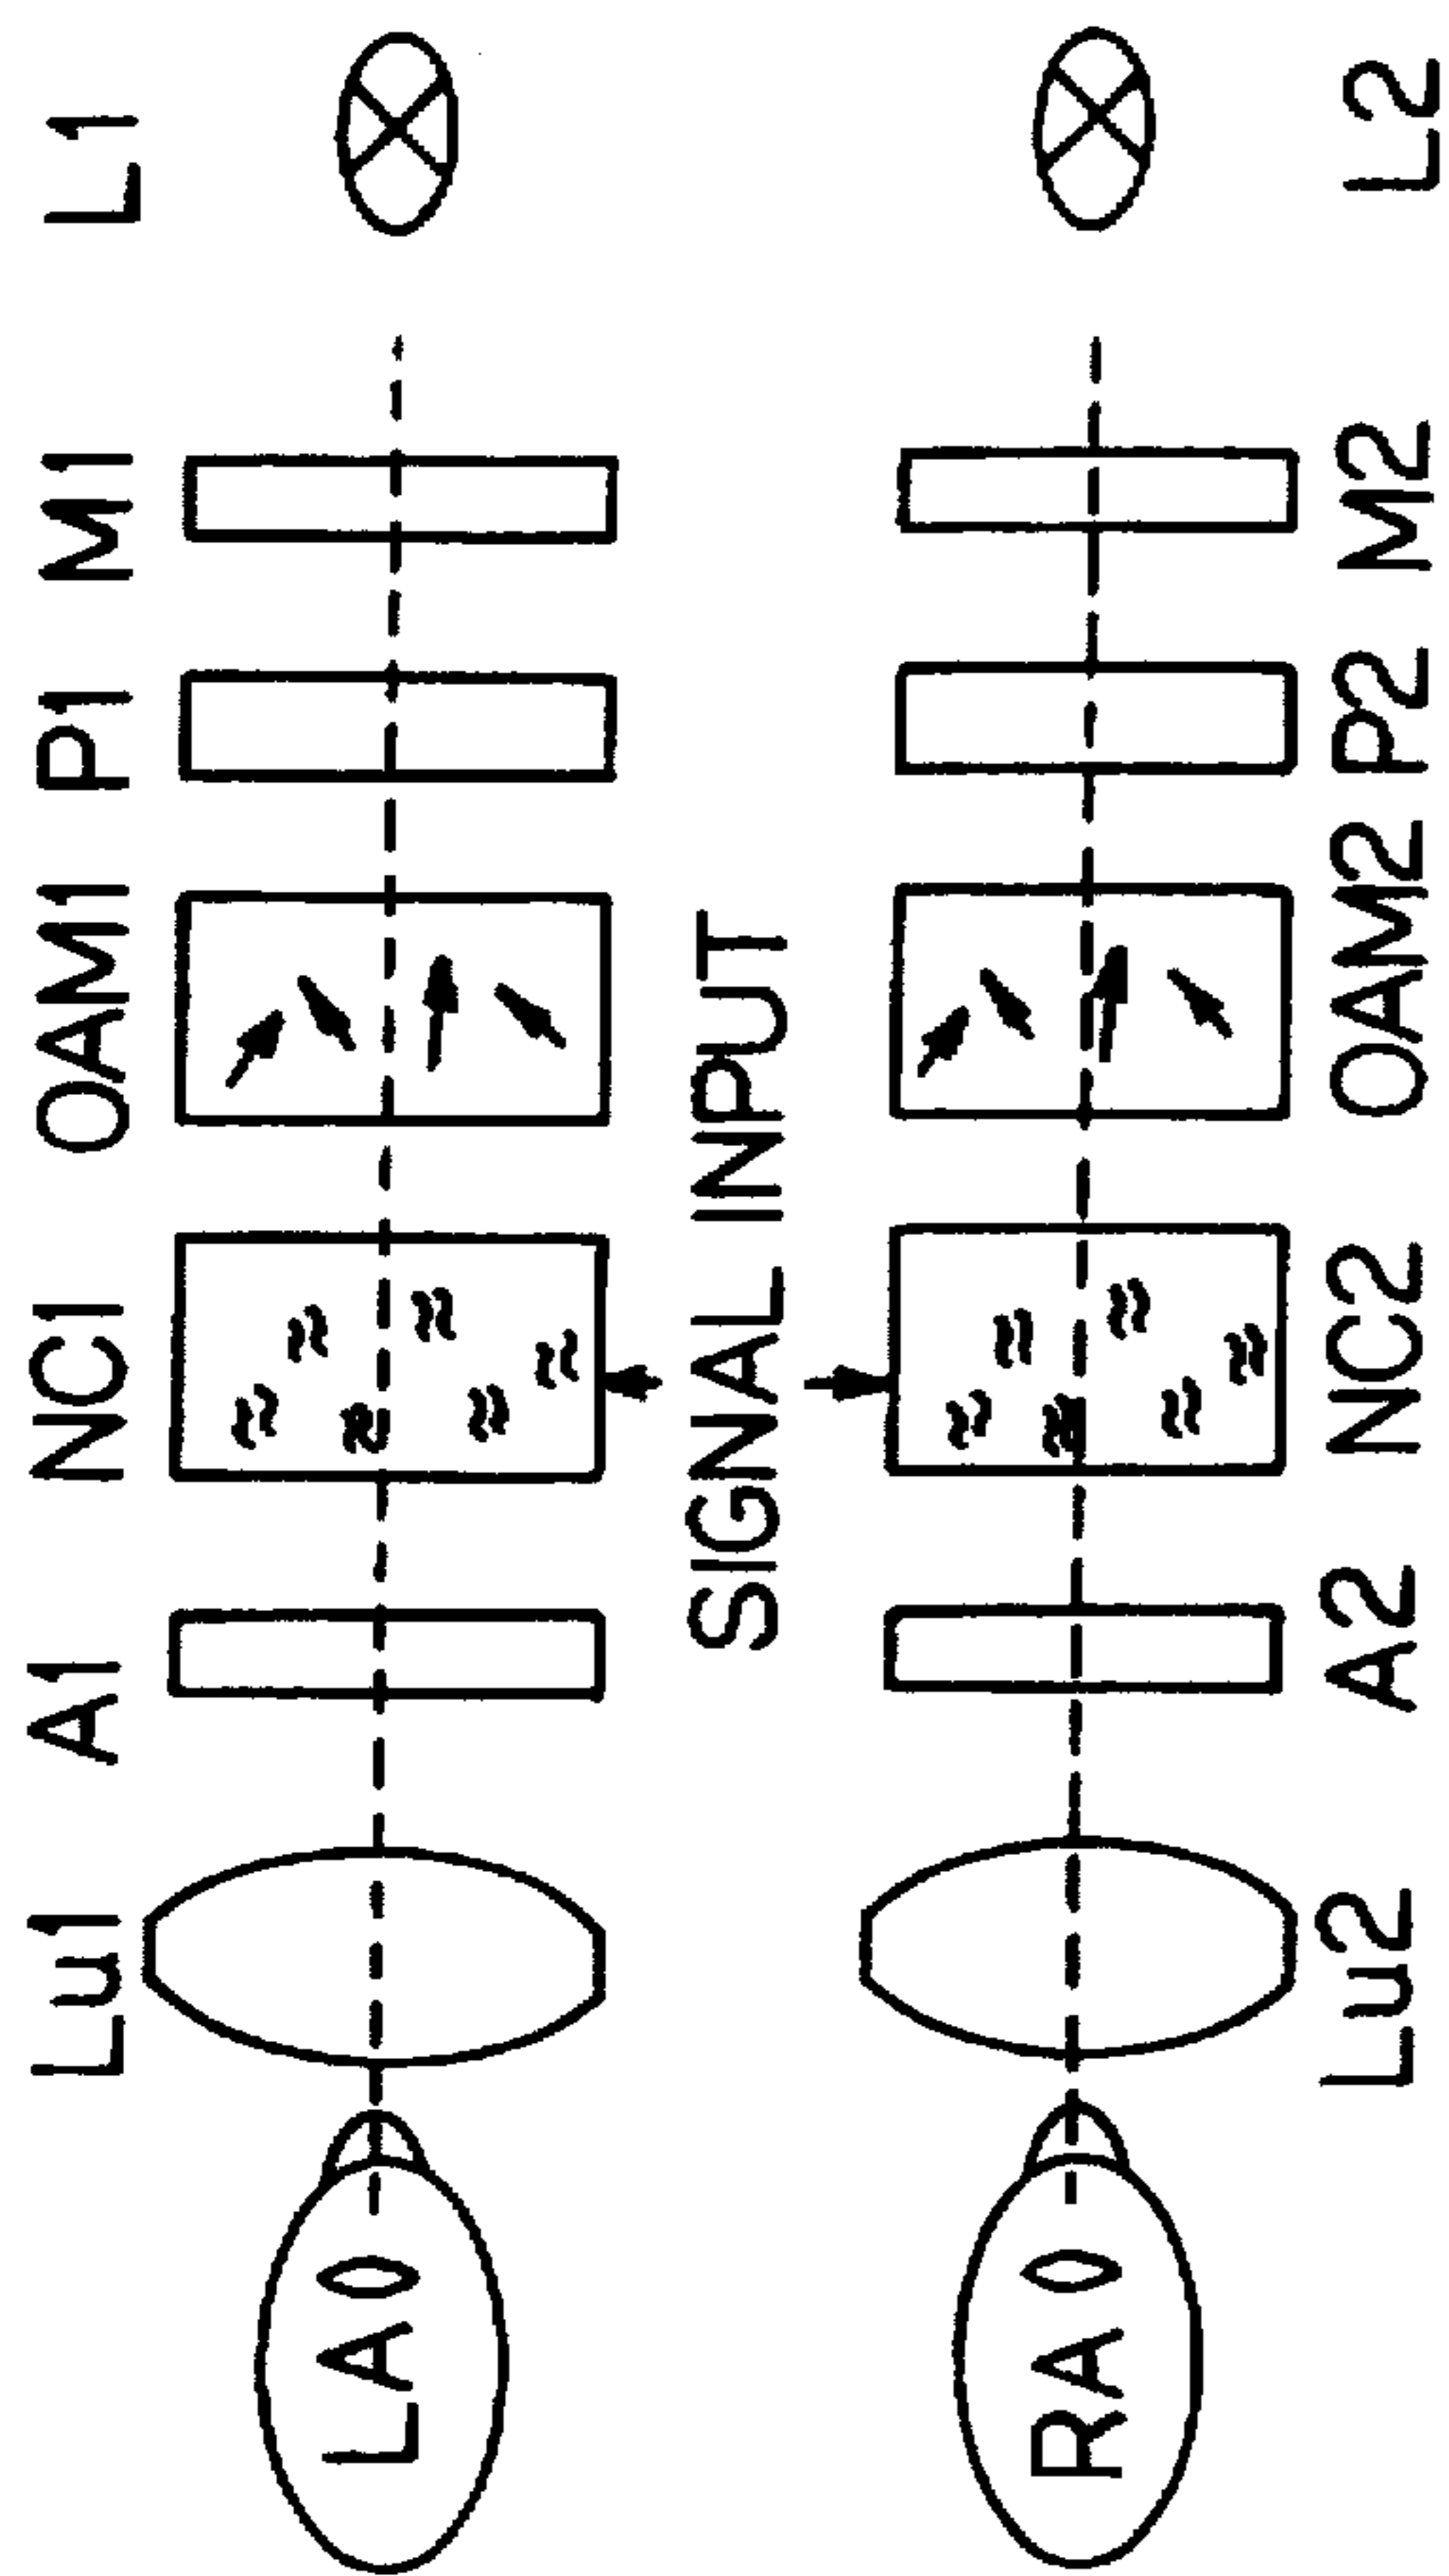 Lu1 A1 NC1 OAM1 P1 M1 L1
LA0
SIGNAL INPUT
RA0
Lu2 A2 NC2 OAM2 P2 M2 L2